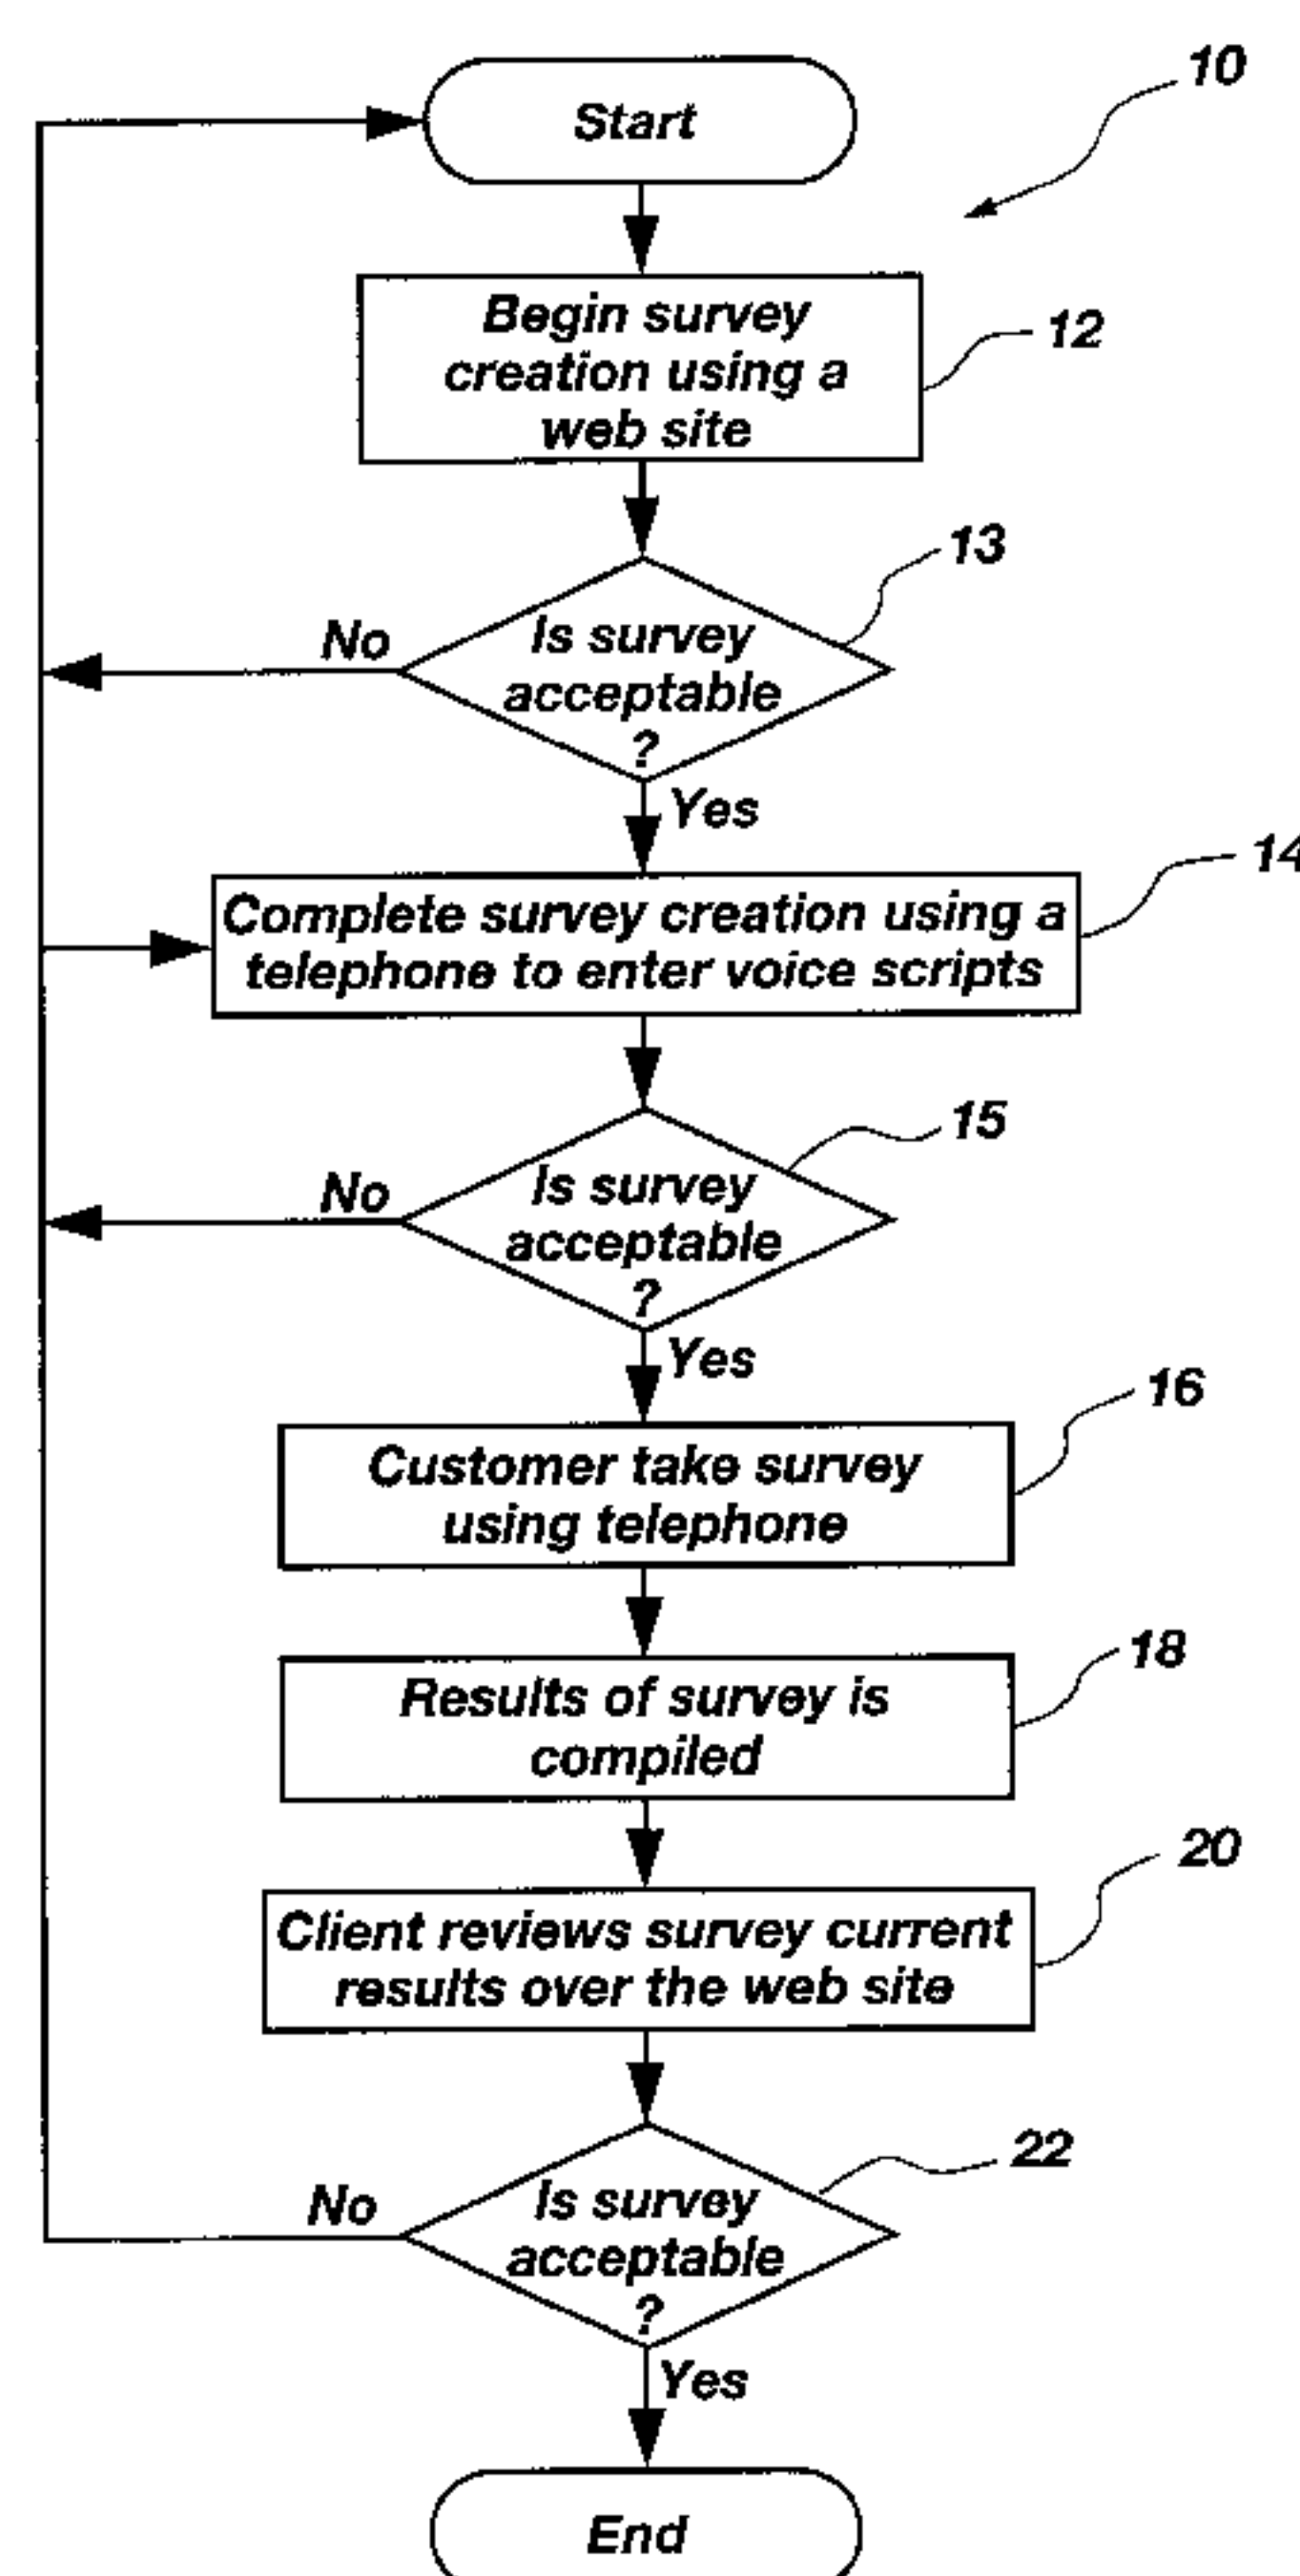 Start
10
Begin survey
creation using a
web site
12
13
Is survey
acceptable
?
No
Yes
Complete survey creation using a
telephone to enter voice scripts
14
15
Is survey
acceptable
?
No
Yes
Customer take survey
using telephone
16
Results of survey is
compiled
18
Client reviews survey current
results over the web site
20
22
Is survey
acceptable
?
No
Yes
End